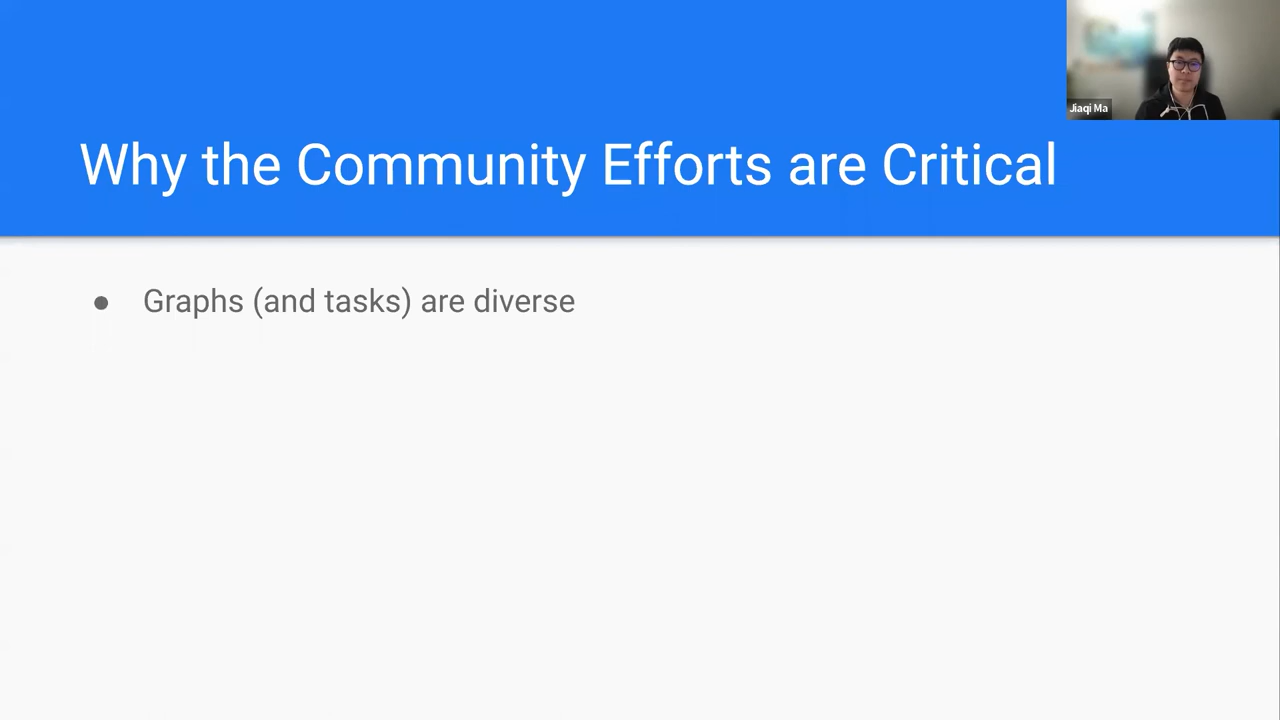 Jiaqi Ma
Why the Community Efforts are Critical
● Graphs (and tasks) are diverse